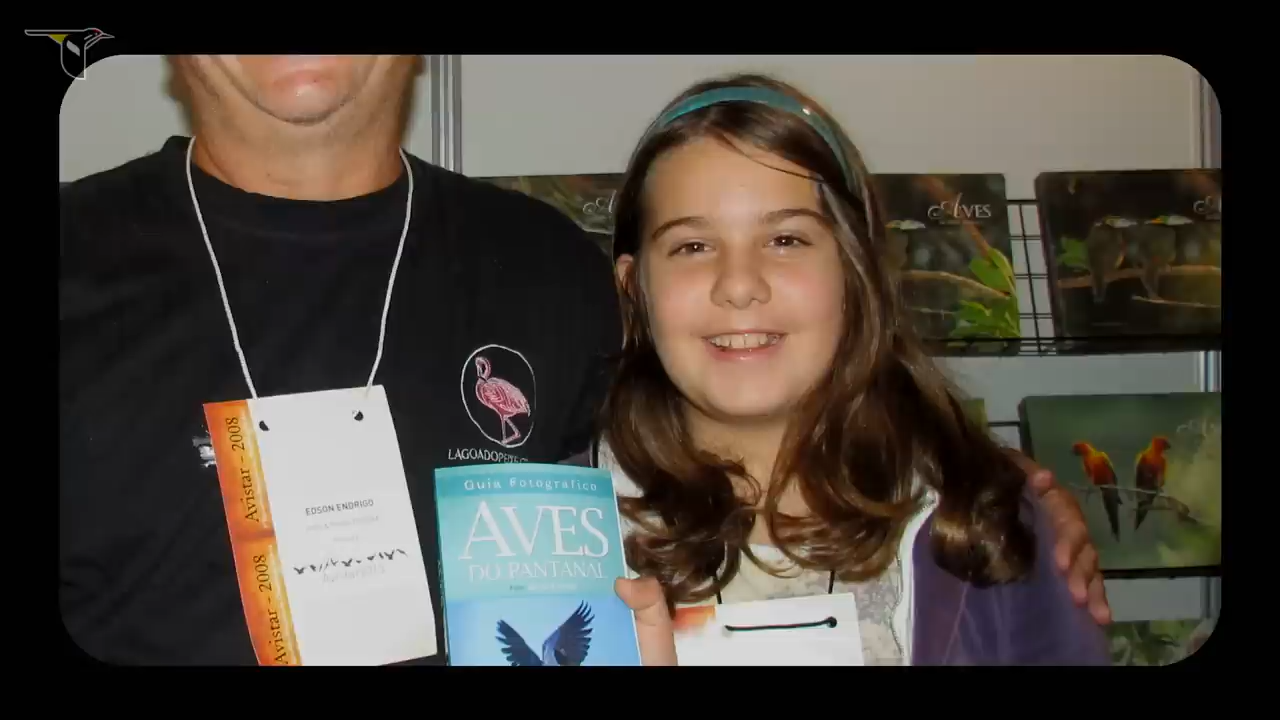 AVES
LAGOADOPEIXE
Avistar - 2008
Avistar - 2008
EDSON ENDRIGO
Guia Fotográfico
AVES
DO PANTANAL